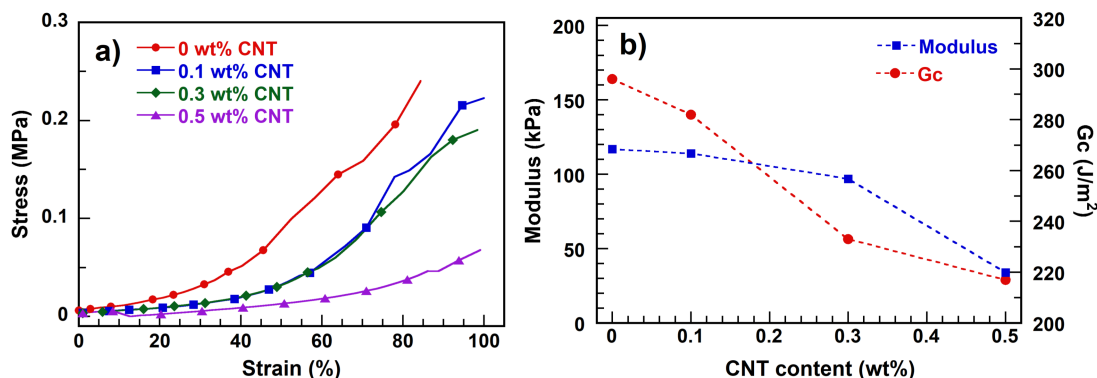 a)
0 wt% CNT
0.1 wt% CNT
0.3 wt% CNT
0.5 wt% CNT
Stress (MPa)
0.3
0.2
0.1
0
0 20 40 60 80 100
Strain (%)
b)
Modulus
Gc
Modulus (kPa)
200
150
100
50
0
320
300
280
260
240
220
200
Gc (J/m²)
0 0.1 0.2 0.3 0.4 0.5
CNT content (wt%)